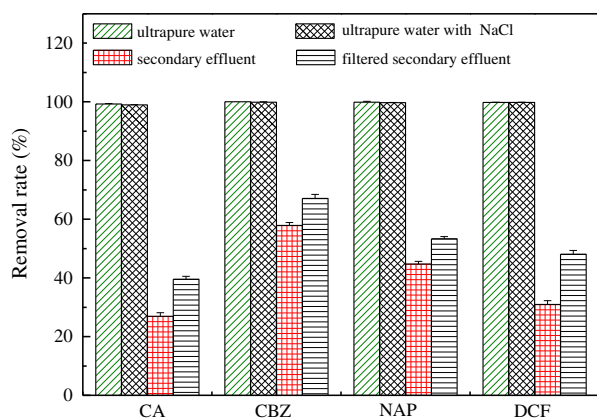 120
100
80
60
40
20
0
Removal rate (%)
ultrapure water
ultrapure water with NaCl
secondary effluent
filtered secondary effluent
CA
CBZ
NAP
DCF